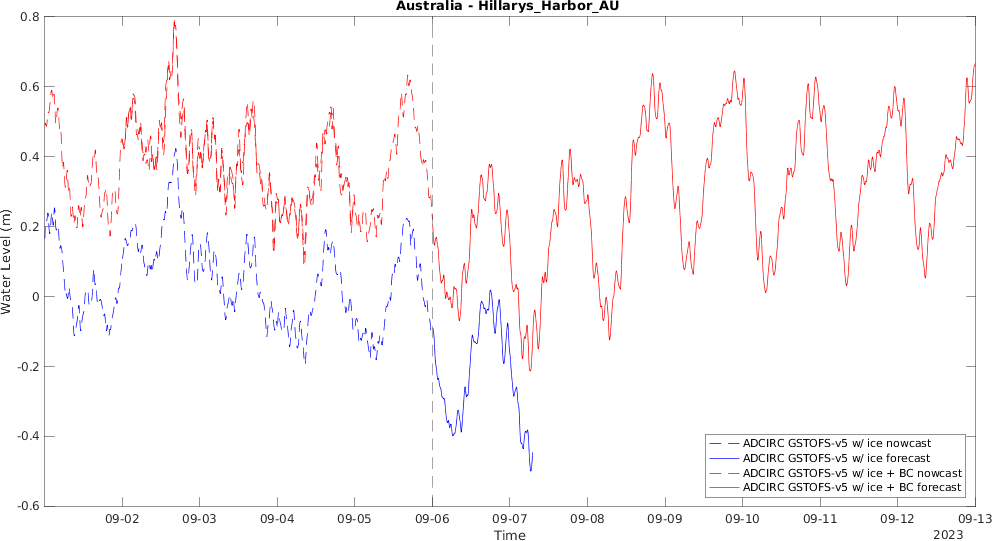 Australia - Hillarys_Harbor_AU
Water Level (m)
0.8
0.6
0.4
0.2
0
-0.2
-0.4
-0.6
ADCIRC GSTOFS-v5 w/ ice nowcast
ADCIRC GSTOFS-v5 w/ ice forecast
ADCIRC GSTOFS-v5 w/ ice + BC nowcast
ADCIRC GSTOFS-v5 w/ ice + BC forecast
09-02 09-03 09-04 09-05 09-06 09-07 09-08 09-09 09-10 09-11 09-12 09-13
Time
2023